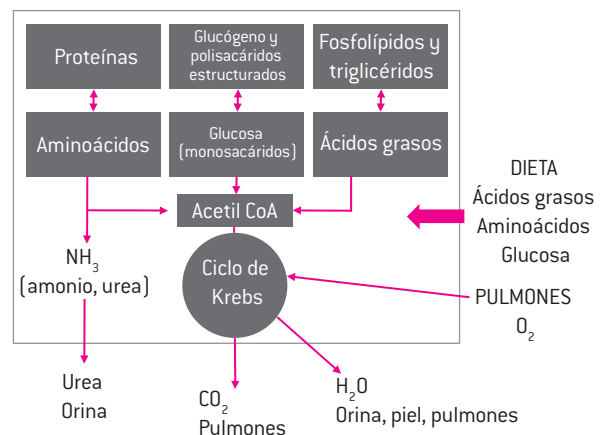 Proteínas
Glucógeno y
polisacáridos
estructurados
Fosfolípidos y
triglicéridos
Aminoácidos
Glucosa
(monosacáridos)
Ácidos grasos
Acetil CoA
Ciclo de
Krebs
NH₃
(amonio, urea)
DIETA
Ácidos grasos
Aminoácidos
Glucosa
PULMONES
O₂
Urea
Orina
CO₂
Pulmones
H₂O
Orina, piel, pulmones